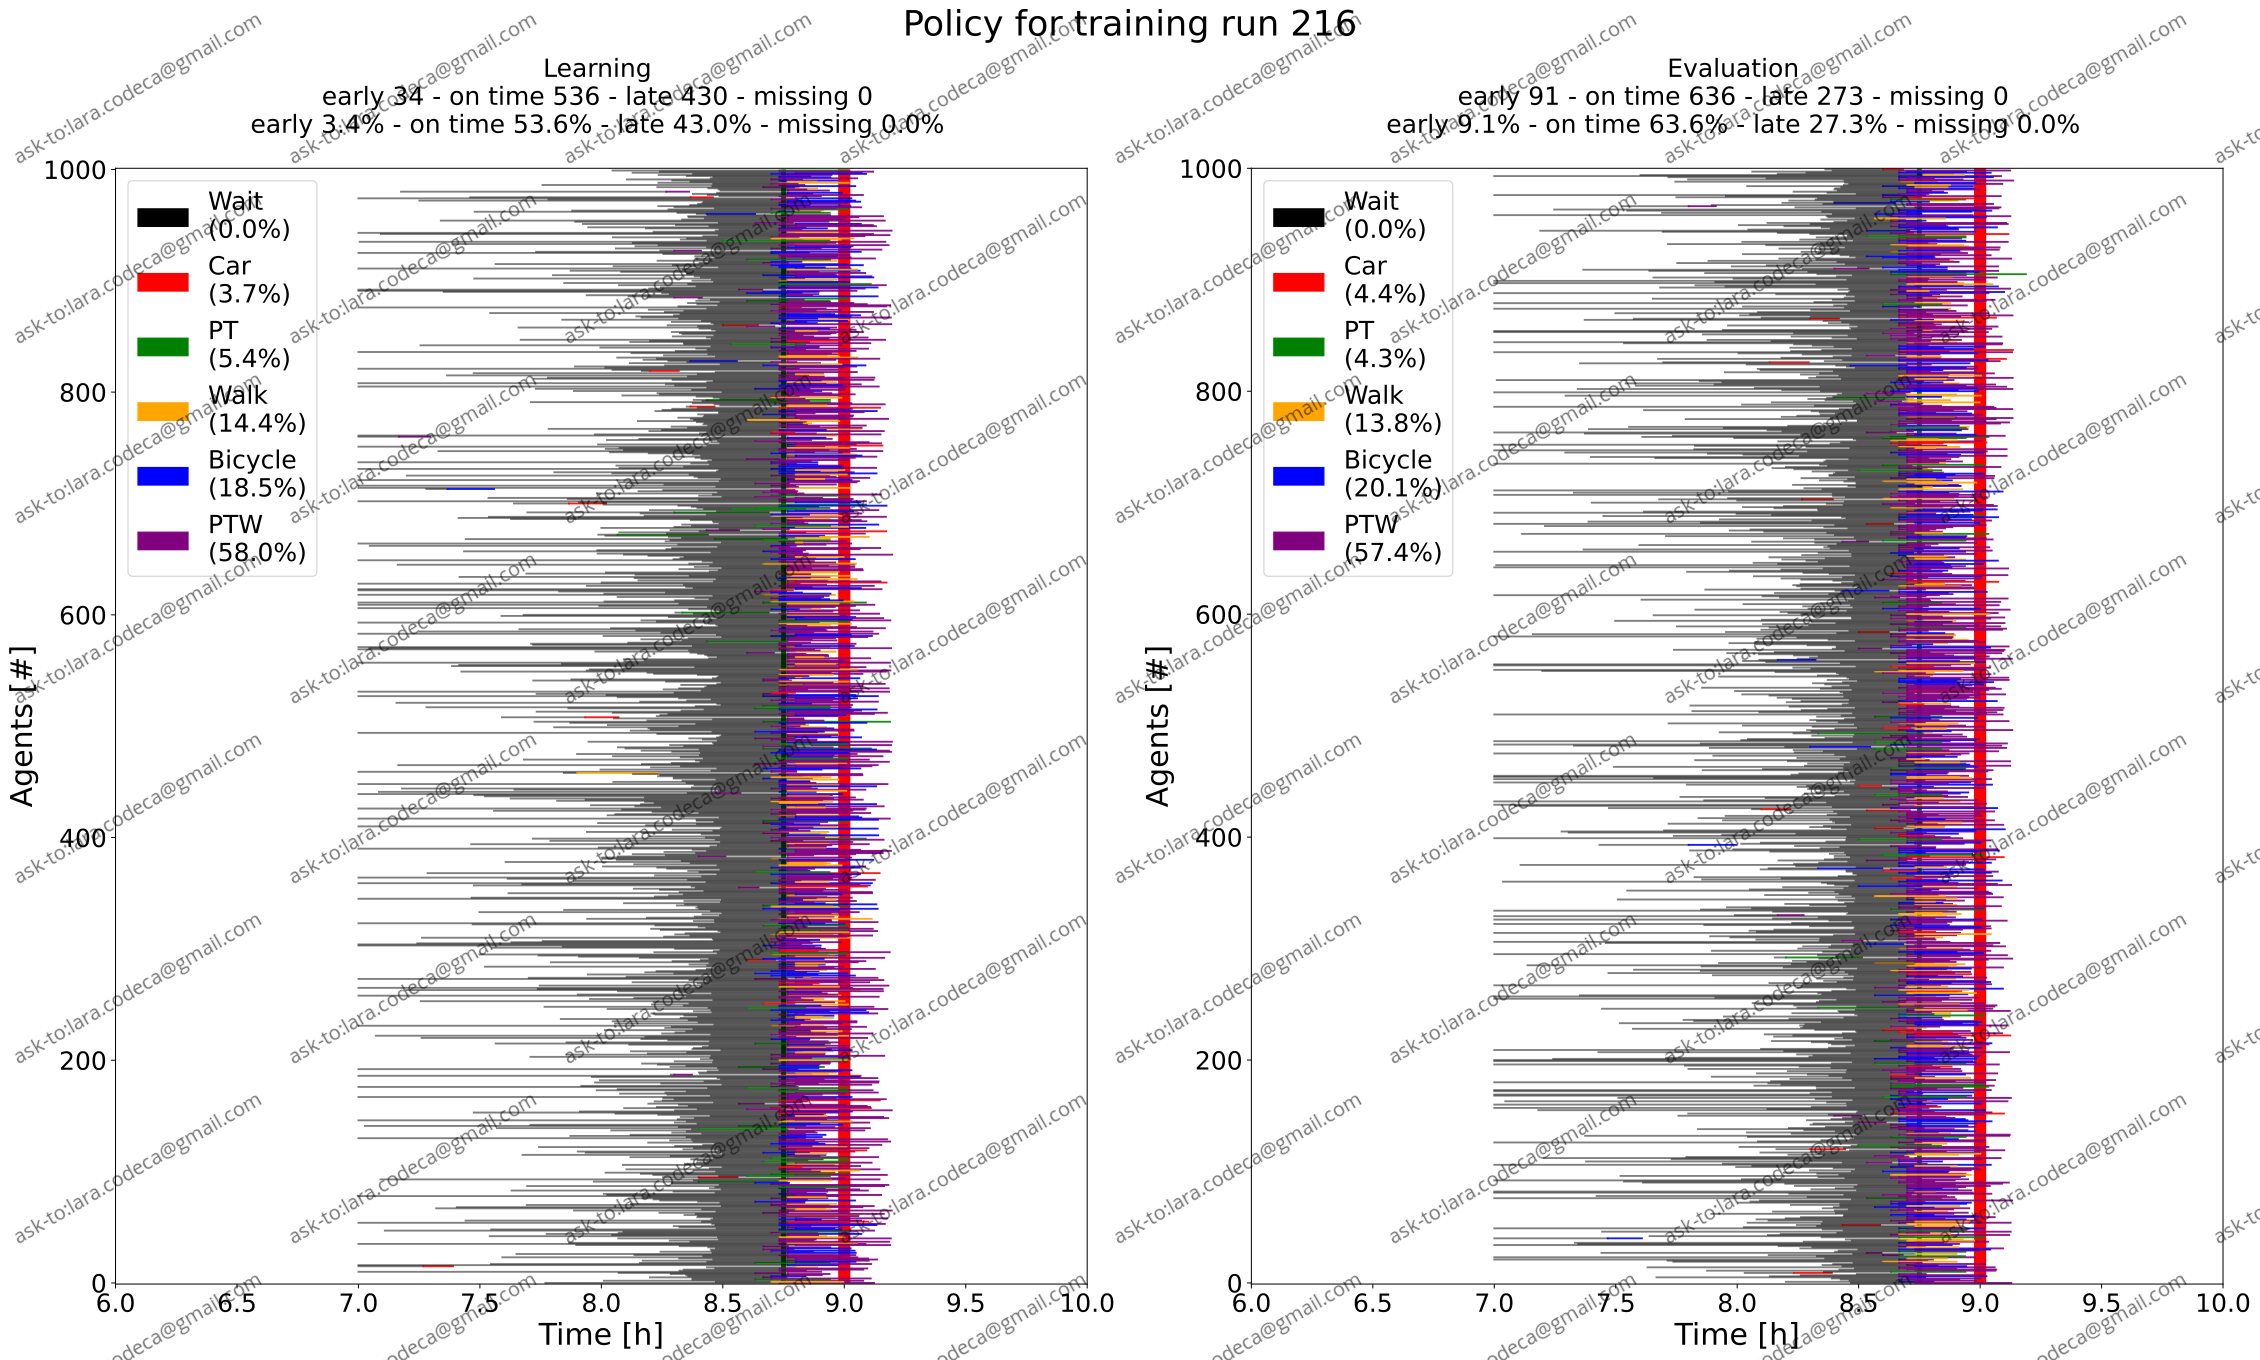 Policy for training run 216
Learning
early 34 - on time 536 - late 430 - missing 0
early 3.4% - on time 53.6% - late 43.0% - missing 0.0%
1000
800
600
400
200
0
Agents [#]
Wait
(0.0%)
Car
(3.7%)
PT
(5.4%)
Walk
(14.4%)
Bicycle
(18.5%)
PTW
(58.0%)
6.0 6.5 7.0 7.5 8.0 8.5 9.0 9.5 10.0
Time [h]
Evaluation
early 91 - on time 636 - late 273 - missing 0
early 9.1% - on time 63.6% - late 27.3% - missing 0.0%
1000
800
600
400
200
0
Agents [#]
Wait
(0.0%)
Car
(4.4%)
PT
(4.3%)
Walk
(13.8%)
Bicycle
(20.1%)
PTW
(57.4%)
6.0 6.5 7.0 7.5 8.0 8.5 9.0 9.5 10.0
Time [h]
ask-to:lara.codeca@gmail.com